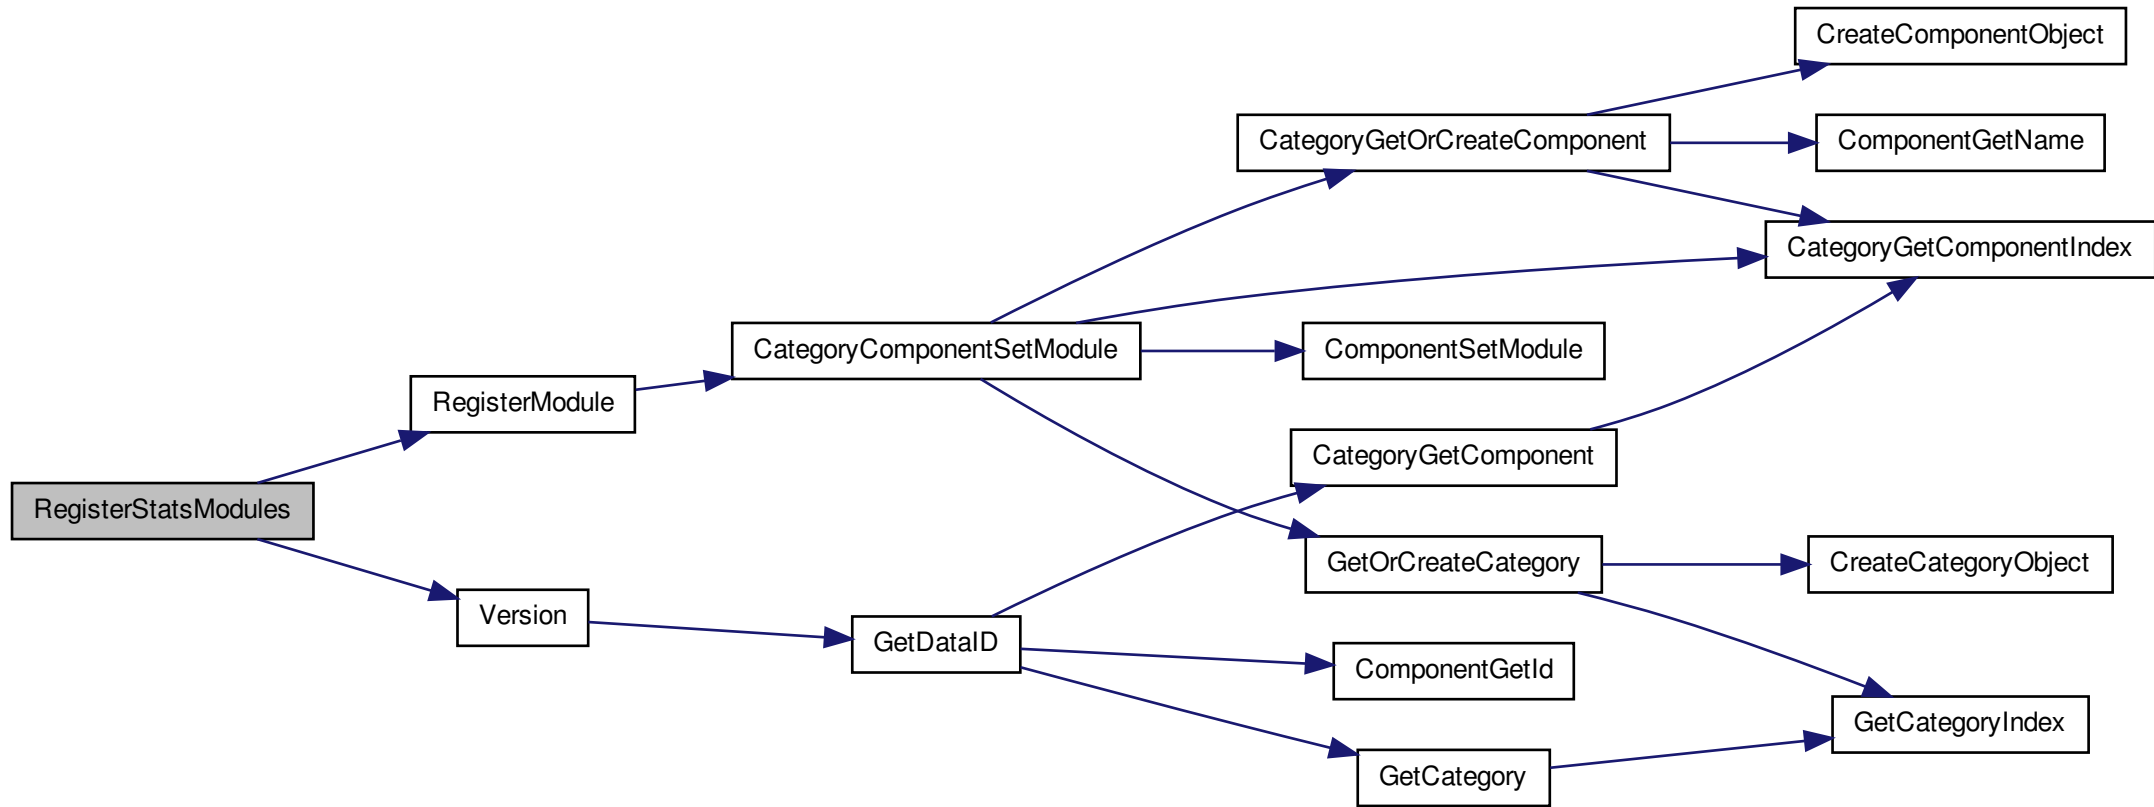 CreateComponentObject
CategoryGetOrCreateComponent
ComponentGetName
CategoryGetComponentIndex
CategoryComponentSetModule
ComponentSetModule
RegisterModule
CategoryGetComponent
RegisterStatsModules
GetOrCreateCategory
CreateCategoryObject
Version
GetDataID
ComponentGetId
GetCategoryIndex
GetCategory